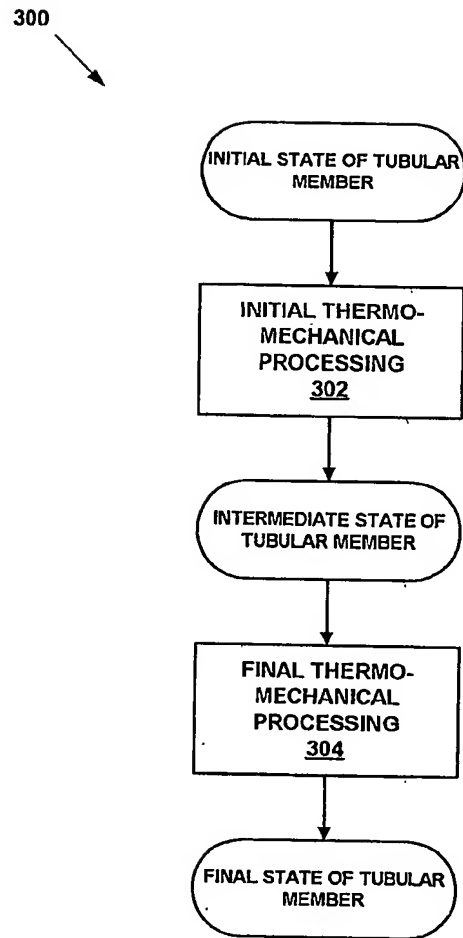 300
INITIAL STATE OF TUBULAR
MEMBER
INITIAL THERMO-
MECHANICAL
PROCESSING
302
INTERMEDIATE STATE OF
TUBULAR MEMBER
FINAL THERMO-
MECHANICAL
PROCESSING
304
FINAL STATE OF TUBULAR
MEMBER